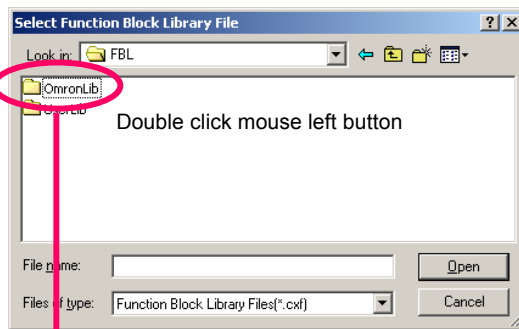 Select Function Block Library File
Look in: FBL
OmronLib
UserLib
Double click mouse left button
File name:
Open
Files of type: Function Block Library Files(*.cxf)
Cancel